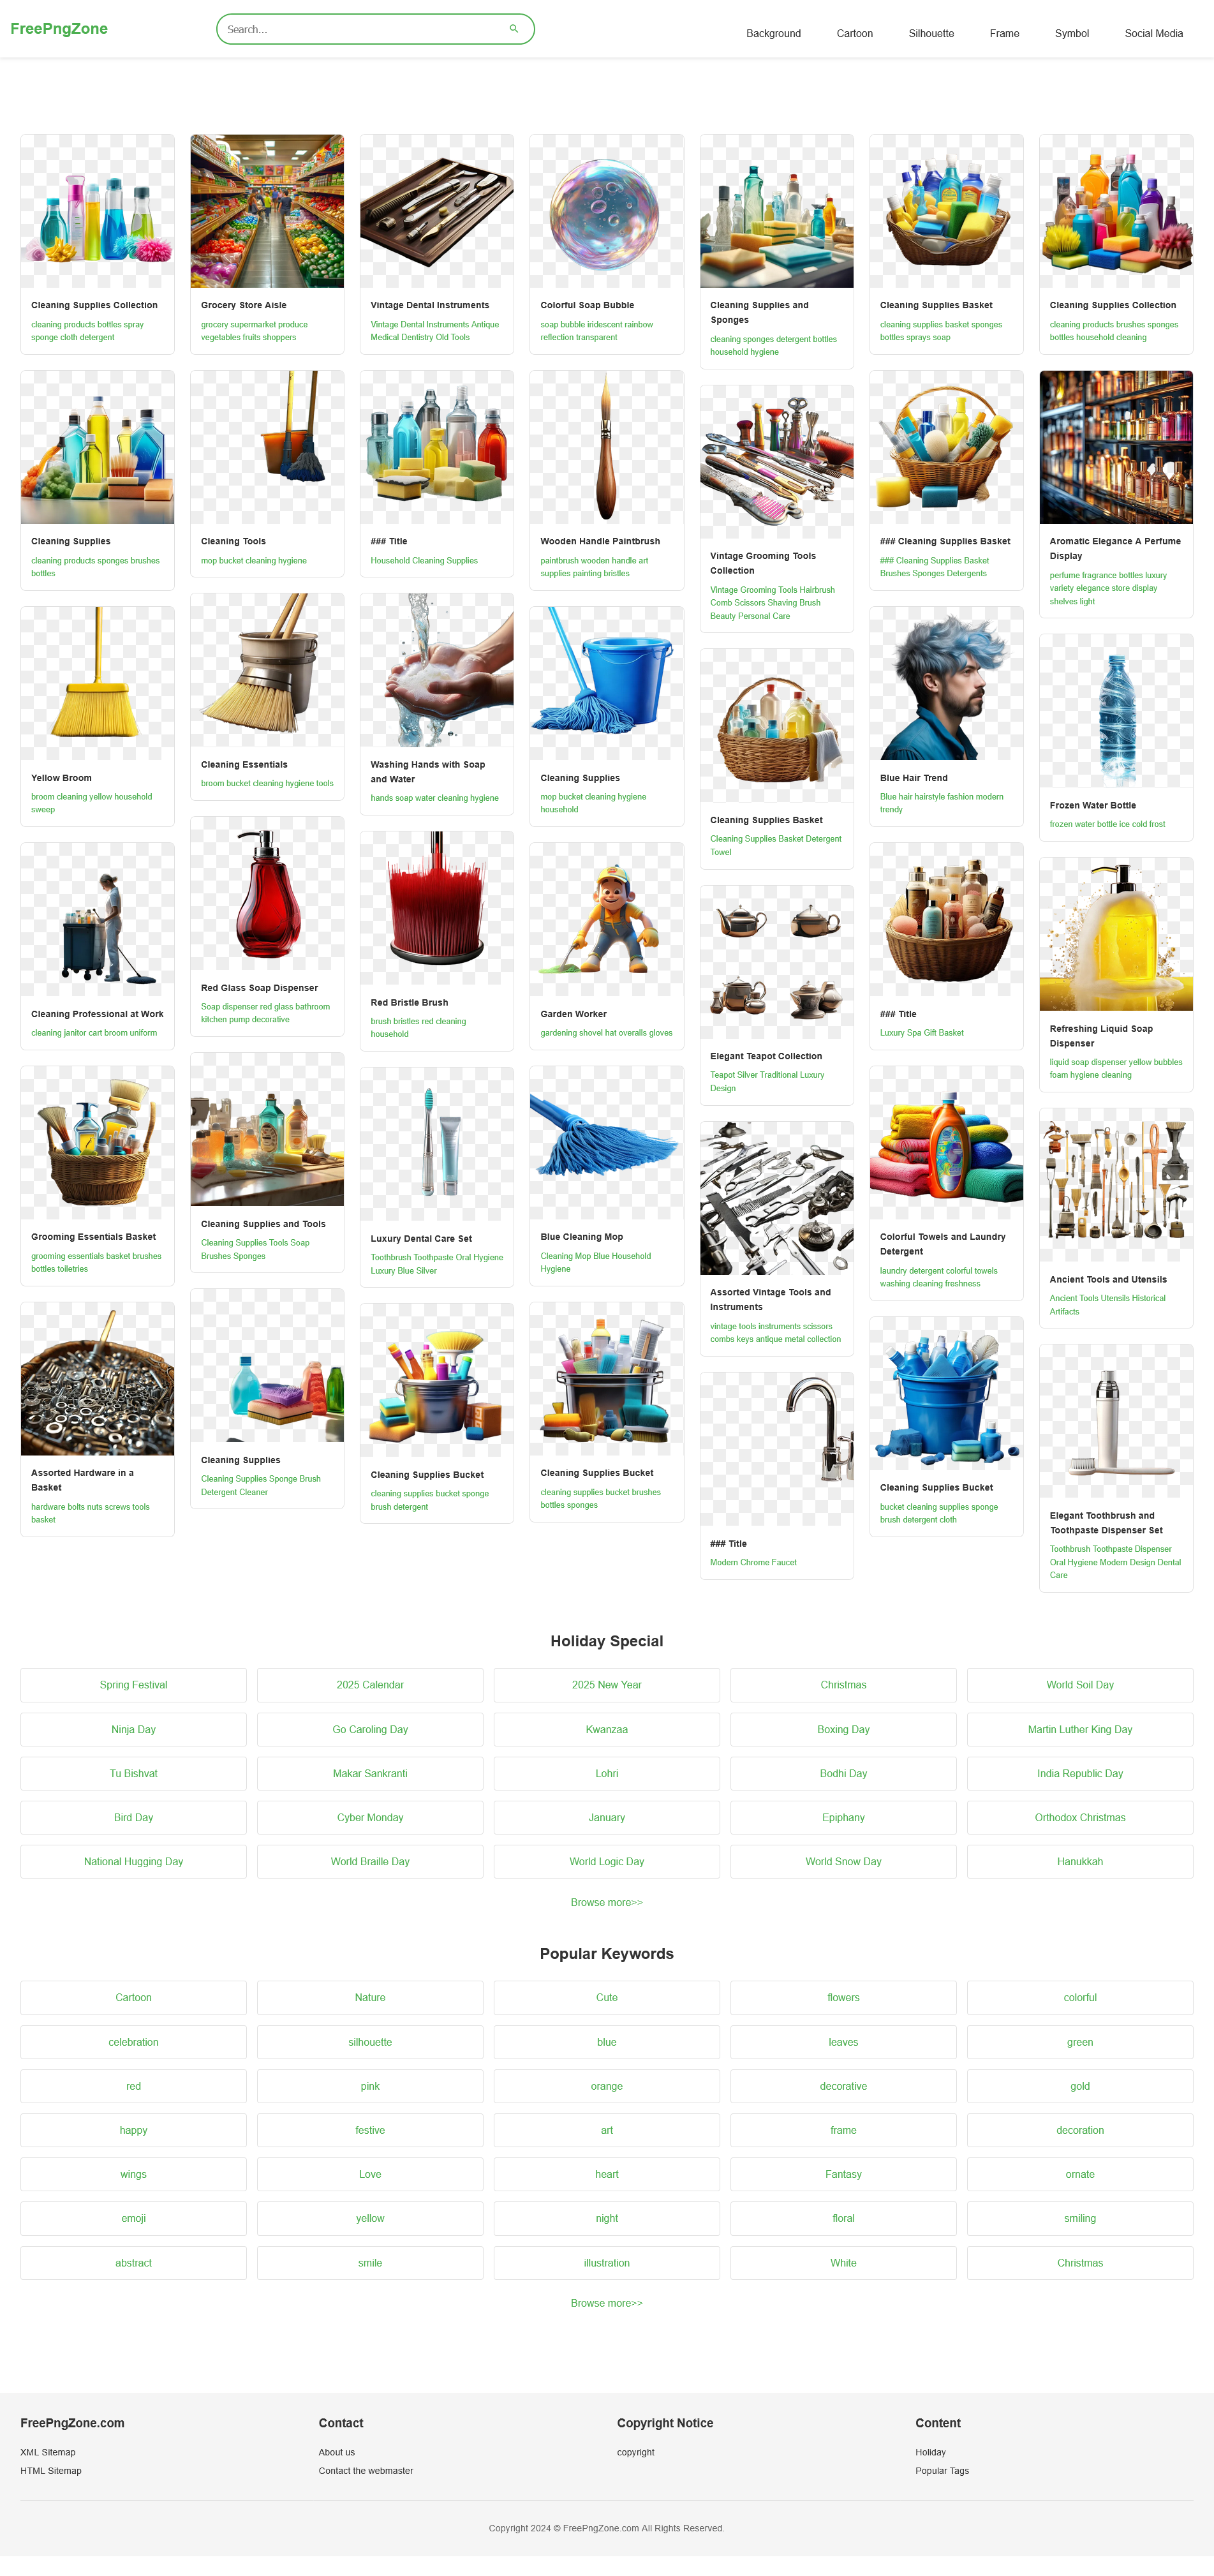 FreePngZone
Search...
Background
Cartoon
Silhouette
Frame
Symbol
Social Media
Cleaning Supplies Collection
cleaning products bottles spray
sponge cloth detergent
Cleaning Supplies
cleaning products sponges brushes
bottles
Yellow Broom
broom cleaning yellow household
sweep
Cleaning Professional at Work
cleaning janitor cart broom uniform
Grooming Essentials Basket
grooming essentials basket brushes
bottles toiletries
Assorted Hardware in a
Basket
hardware bolts nuts screws tools
basket
Grocery Store Aisle
grocery supermarket produce
vegetables fruits shoppers
Cleaning Tools
mop bucket cleaning hygiene
Cleaning Essentials
broom bucket cleaning hygiene tools
Red Glass Soap Dispenser
Soap dispenser red glass bathroom
kitchen pump decorative
Cleaning Supplies and Tools
Cleaning Supplies Tools Soap
Brushes Sponges
Cleaning Supplies
Cleaning Supplies Sponge Brush
Detergent Cleaner
Vintage Dental Instruments
Vintage Dental Instruments Antique
Medical Dentistry Old Tools
### Title
Household Cleaning Supplies
Washing Hands with Soap
and Water
hands soap water cleaning hygiene
Red Bristle Brush
brush bristles red cleaning
household
Luxury Dental Care Set
Toothbrush Toothpaste Oral Hygiene
Luxury Blue Silver
Cleaning Supplies Bucket
cleaning supplies bucket sponge
brush detergent
Colorful Soap Bubble
soap bubble iridescent rainbow
reflection transparent
Wooden Handle Paintbrush
paintbrush wooden handle art
supplies painting bristles
Cleaning Supplies
mop bucket cleaning hygiene
household
Garden Worker
gardening shovel hat overalls gloves
Blue Cleaning Mop
Cleaning Mop Blue Household
Hygiene
Cleaning Supplies Bucket
cleaning supplies bucket brushes
bottles sponges
Cleaning Supplies and
Sponges
cleaning sponges detergent bottles
household hygiene
Vintage Grooming Tools
Collection
Vintage Grooming Tools Hairbrush
Comb Scissors Shaving Brush
Beauty Personal Care
Cleaning Supplies Basket
Cleaning Supplies Basket Detergent
Towel
Elegant Teapot Collection
Teapot Silver Traditional Luxury
Design
Assorted Vintage Tools and
Instruments
vintage tools instruments scissors
combs keys antique metal collection
### Title
Modern Chrome Faucet
Cleaning Supplies Basket
cleaning supplies basket sponges
bottles sprays soap
### Cleaning Supplies Basket
### Cleaning Supplies Basket
Brushes Sponges Detergents
Blue Hair Trend
Blue hair hairstyle fashion modern
trendy
### Title
Luxury Spa Gift Basket
Colorful Towels and Laundry
Detergent
laundry detergent colorful towels
washing cleaning freshness
Cleaning Supplies Bucket
bucket cleaning supplies sponge
brush detergent cloth
Cleaning Supplies Collection
cleaning products brushes sponges
bottles household cleaning
Aromatic Elegance A Perfume
Display
perfume fragrance bottles luxury
variety elegance store display
shelves light
Frozen Water Bottle
frozen water bottle ice cold frost
Refreshing Liquid Soap
Dispenser
liquid soap dispenser yellow bubbles
foam hygiene cleaning
Ancient Tools and Utensils
Ancient Tools Utensils Historical
Artifacts
Elegant Toothbrush and
Toothpaste Dispenser Set
Toothbrush Toothpaste Dispenser
Oral Hygiene Modern Design Dental
Care
Holiday Special
Spring Festival
2025 Calendar
2025 New Year
Christmas
World Soil Day
Ninja Day
Go Caroling Day
Kwanzaa
Boxing Day
Martin Luther King Day
Tu Bishvat
Makar Sankranti
Lohri
Bodhi Day
India Republic Day
Bird Day
Cyber Monday
January
Epiphany
Orthodox Christmas
National Hugging Day
World Braille Day
World Logic Day
World Snow Day
Hanukkah
Browse more>>
Popular Keywords
Cartoon
Nature
Cute
flowers
colorful
celebration
silhouette
blue
leaves
green
red
pink
orange
decorative
gold
happy
festive
art
frame
decoration
wings
Love
heart
Fantasy
ornate
emoji
yellow
night
floral
smiling
abstract
smile
illustration
White
Christmas
Browse more>>
FreePngZone.com
XML Sitemap
HTML Sitemap
Contact
About us
Contact the webmaster
Copyright Notice
copyright
Content
Holiday
Popular Tags
Copyright 2024 © FreePngZone.com All Rights Reserved.